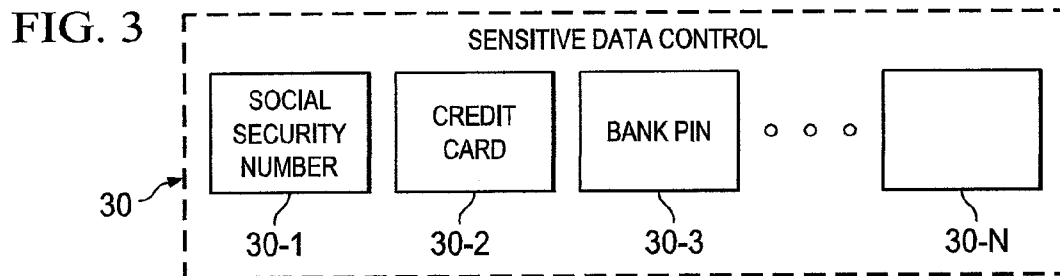 FIG. 3
SENSITIVE DATA CONTROL
SOCIAL
SECURITY
NUMBER
CREDIT
CARD
BANK PIN
30
30-1
30-2
30-3
30-N